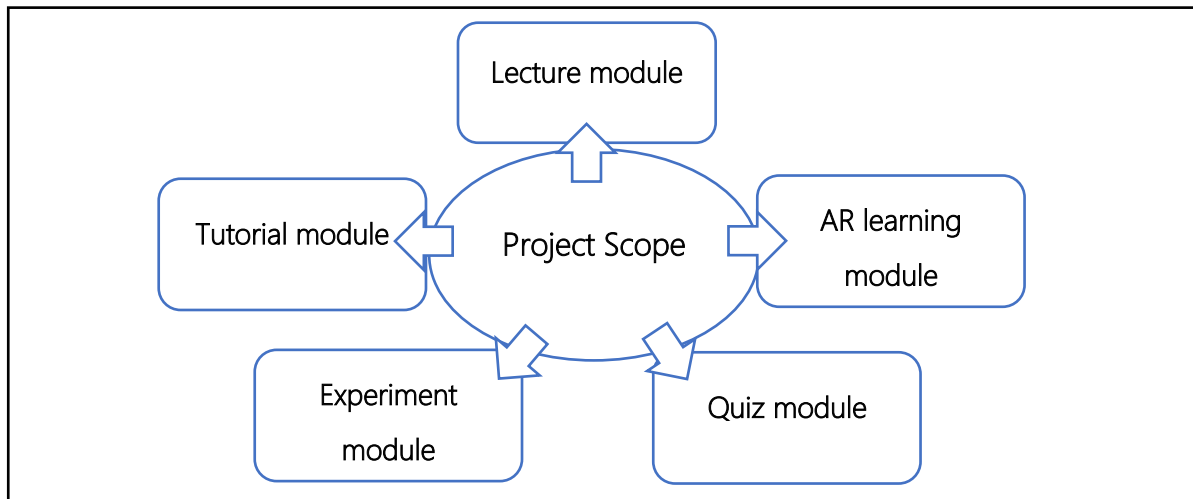 Lecture module
Tutorial module
Project Scope
AR learning
module
Experiment
module
Quiz module